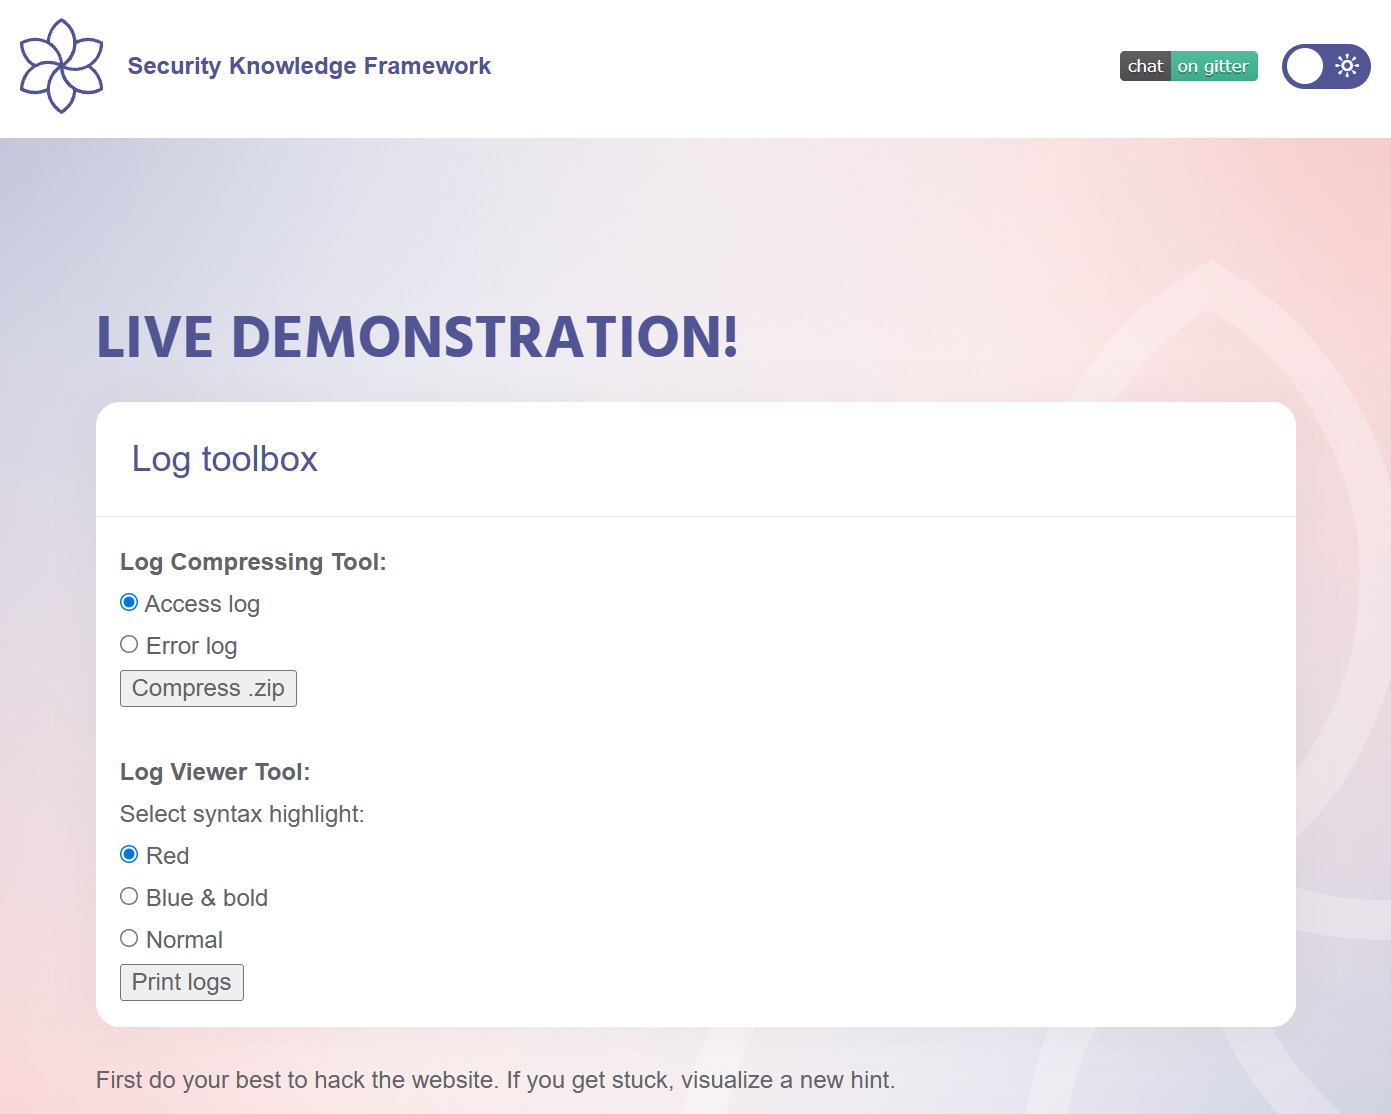 Security Knowledge Framework
chat on gitter
LIVE DEMONSTRATION!
Log toolbox
Log Compressing Tool:
Access log
Error log
Compress .zip
Log Viewer Tool:
Select syntax highlight:
Red
Blue & bold
Normal
Print logs
First do your best to hack the website. If you get stuck, visualize a new hint.